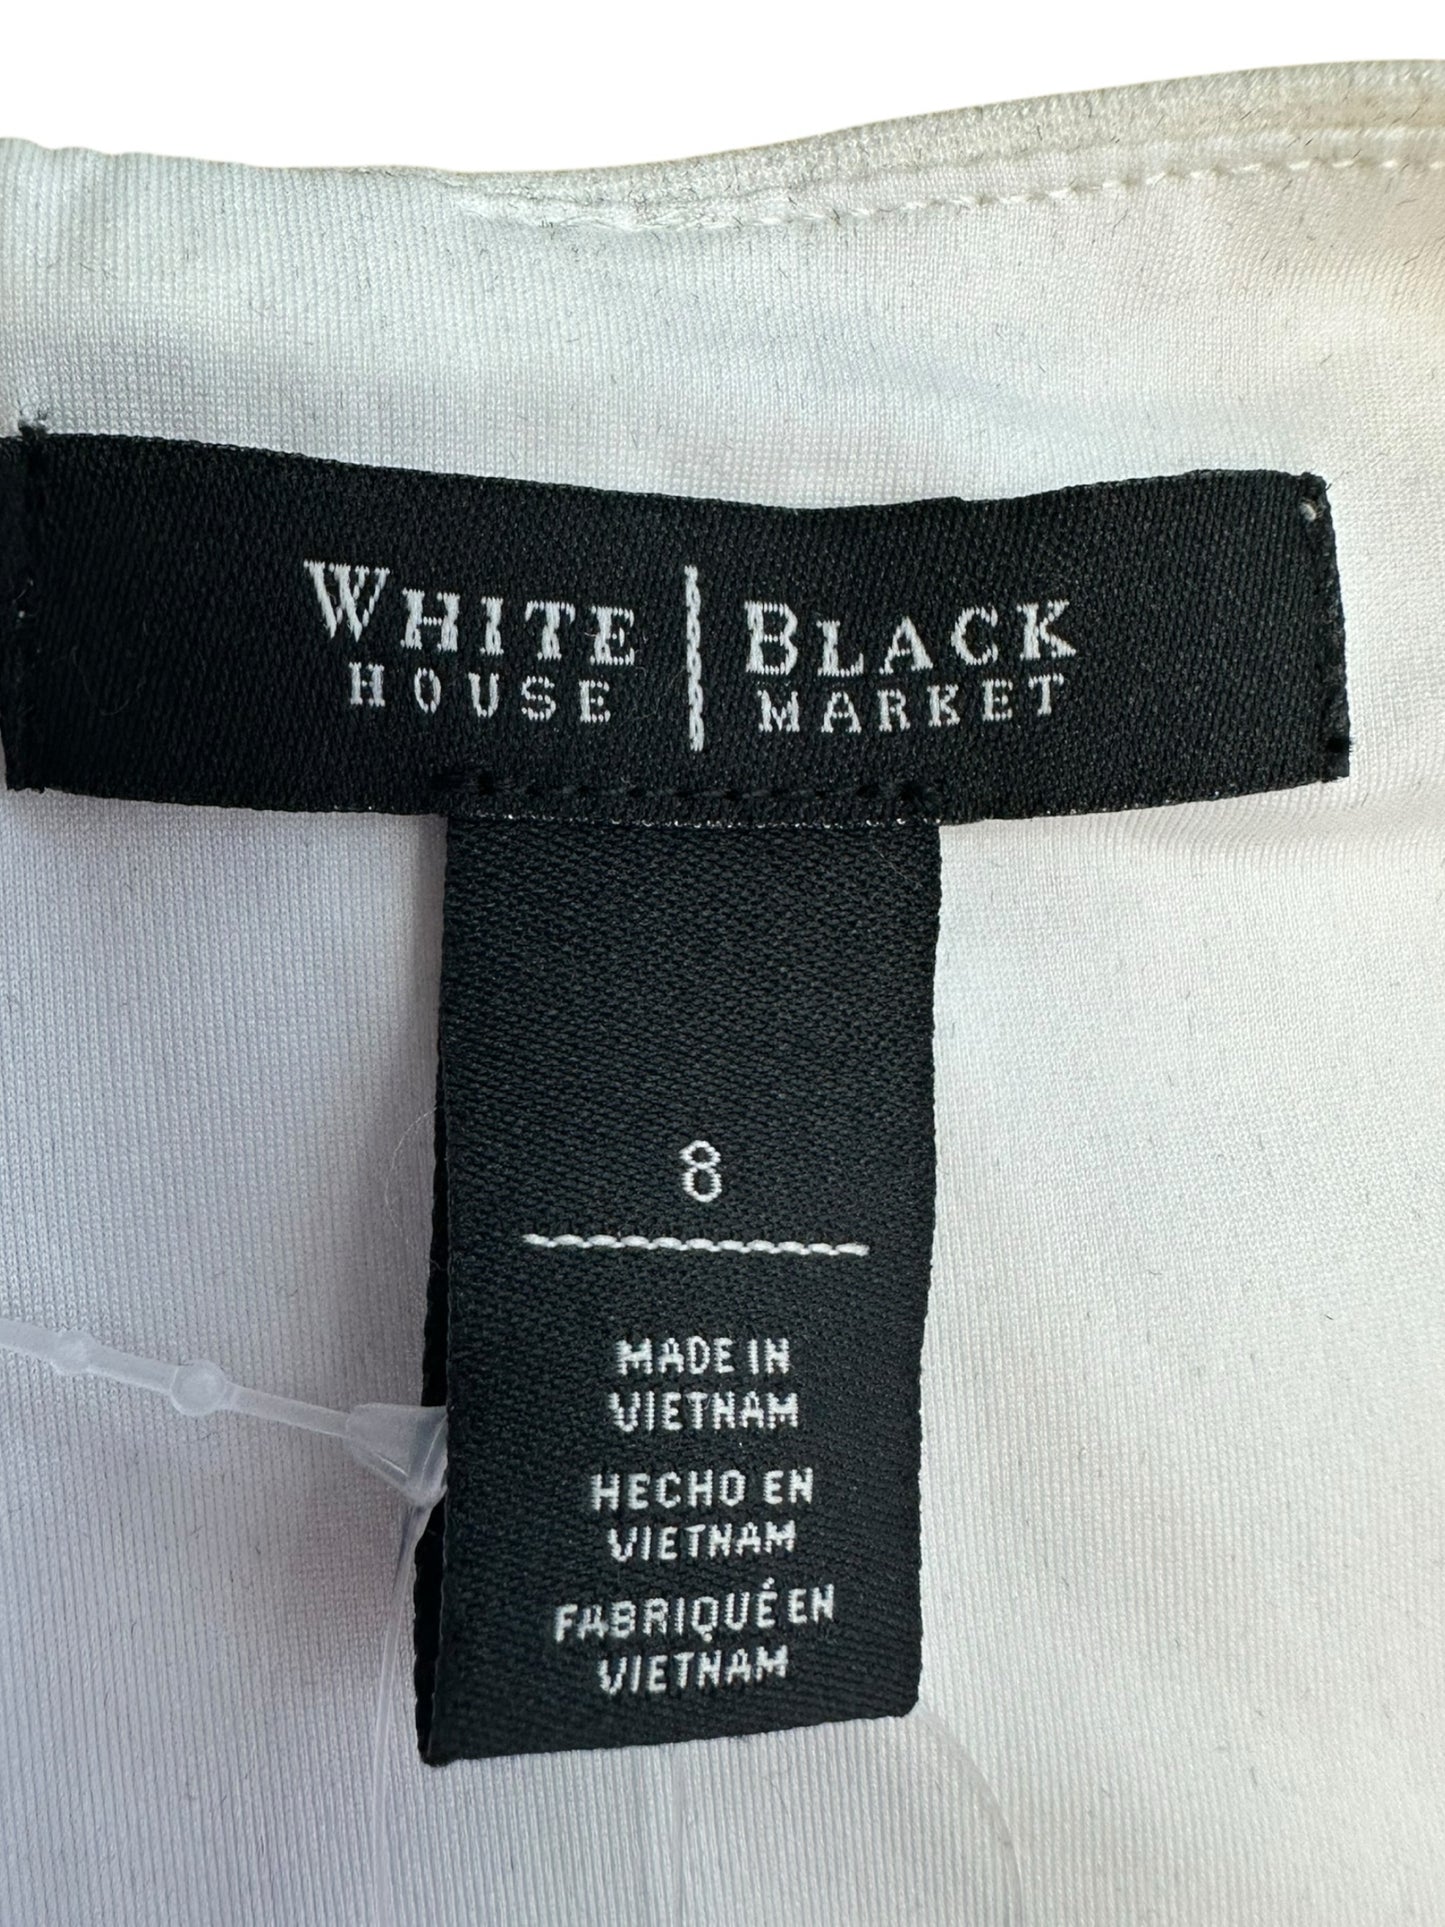 WHITE | BLACK
HOUSE | MARKET
8
MADE IN
VIETNAM
HECHO EN
VIETNAM
FABRIQUÉ EN
VIETNAM